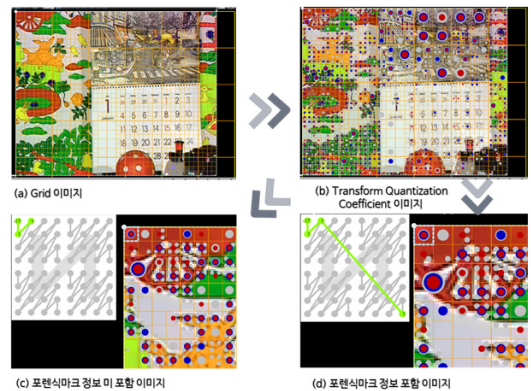 (a) Grid 이미지
(b) Transform Quantization
Coefficient 이미지
(c) 포렌식마크 정보 미 포함 이미지
(d) 포렌식마크 정보 포함 이미지